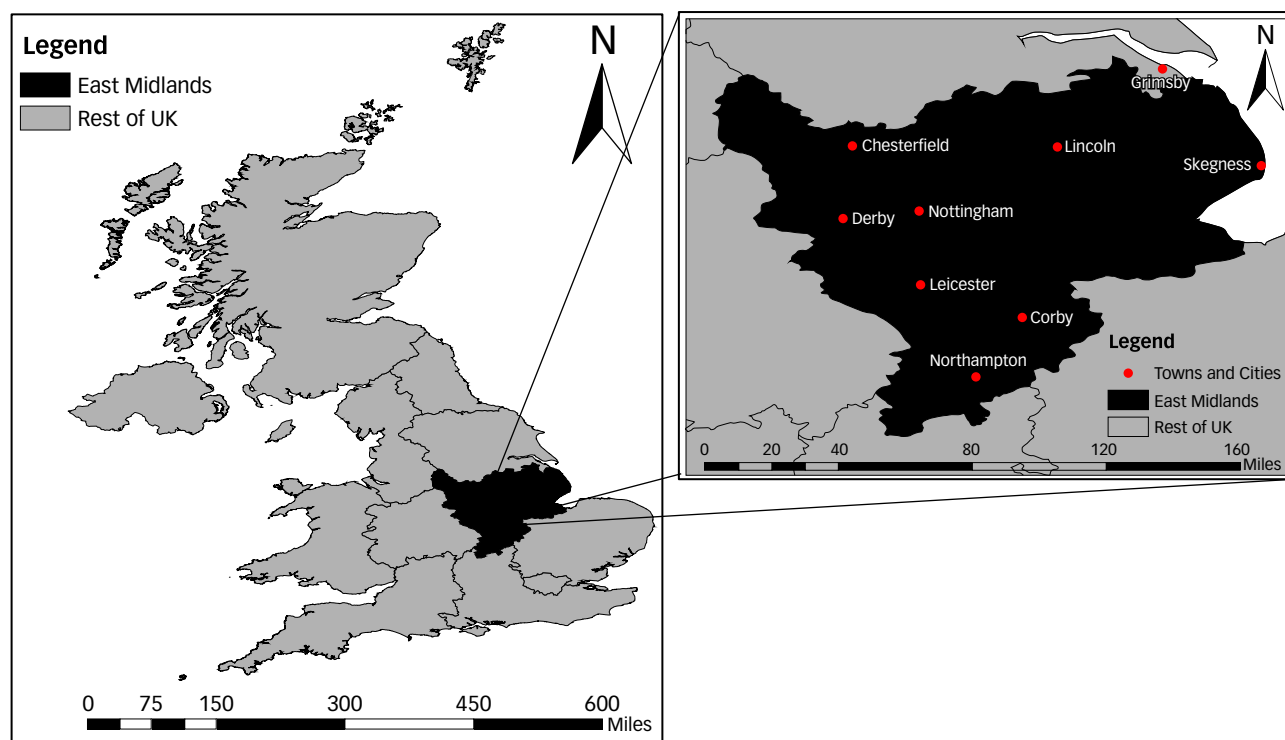 Legend
East Midlands
Rest of UK
N
0 75 150 300 450 600
Miles
N
Grimsby
Chesterfield
Lincoln
Skegness
Derby
Nottingham
Leicester
Corby
Northampton
Legend
Towns and Cities
East Midlands
Rest of UK
0 20 40 80 120 160
Miles